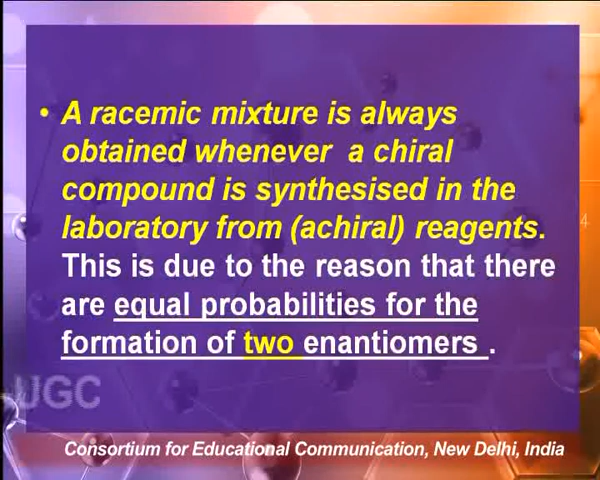 • A racemic mixture is always
obtained whenever a chiral
compound is synthesised in the
laboratory from (achiral) reagents.
This is due to the reason that there
are equal probabilities for the
formation of two enantiomers .
UGC
Consortium for Educational Communication, New Delhi, India
4